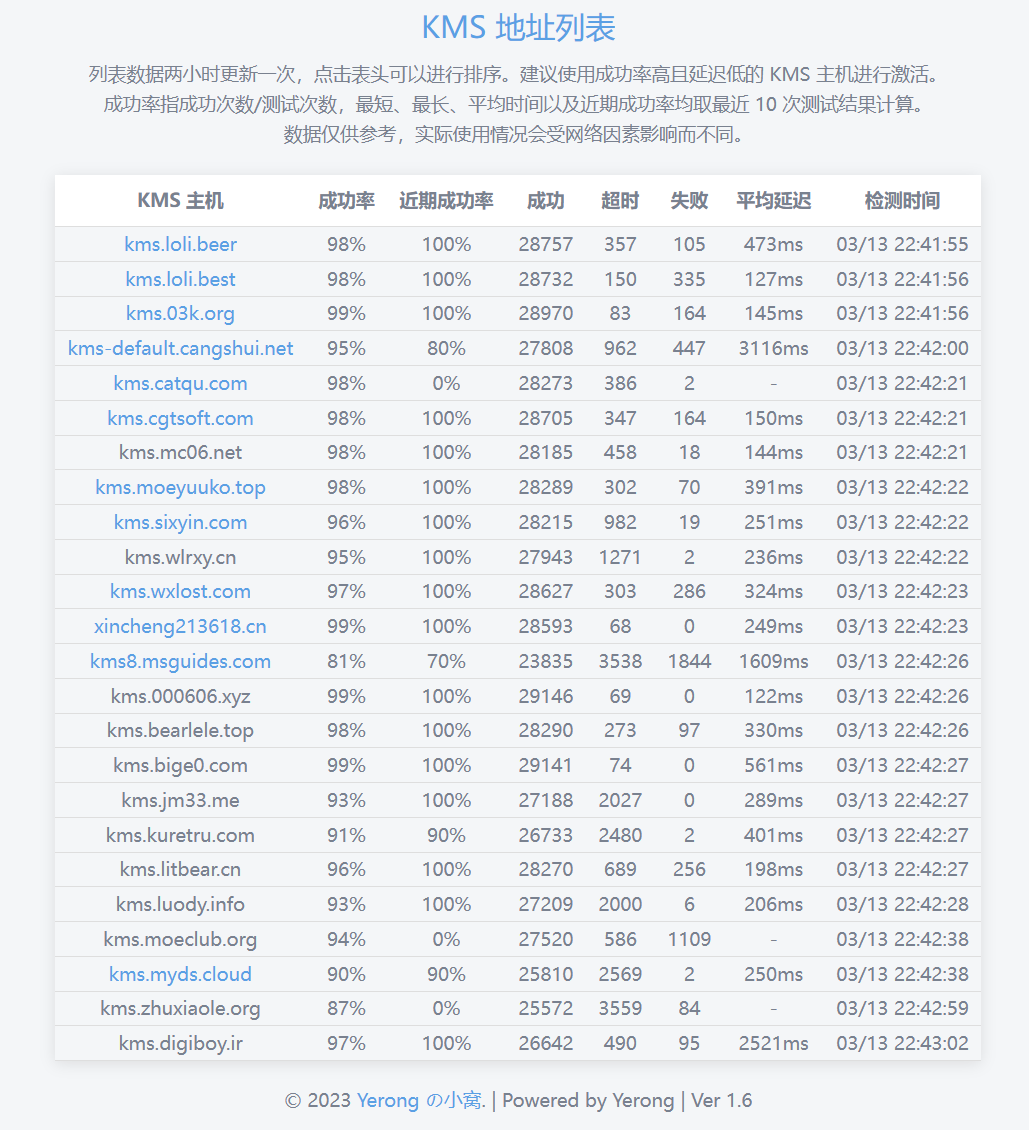 KMS 地址列表
列表数据两小时更新一次，点击表头可以进行排序。建议使用成功率高且延迟低的 KMS 主机进行激活。
成功率指成功次数/测试次数，最短、最长、平均时间以及近期成功率均取最近 10 次测试结果计算。
数据仅供参考，实际使用情况会受网络因素影响而不同。
KMS 主机 成功率 近期成功率 成功 超时 失败 平均延迟 检测时间
kms.loli.beer 98% 100% 28757 357 105 473ms 03/13 22:41:55
kms.loli.best 98% 100% 28732 150 335 127ms 03/13 22:41:56
kms.03k.org 99% 100% 28970 83 164 145ms 03/13 22:41:56
kms-default.cangshui.net 95% 80% 27808 962 447 3116ms 03/13 22:42:00
kms.catqu.com 98% 0% 28273 386 2 - 03/13 22:42:21
kms.cgtsoft.com 98% 100% 28705 347 164 150ms 03/13 22:42:21
kms.mc06.net 98% 100% 28185 458 18 144ms 03/13 22:42:21
kms.moeyuuko.top 98% 100% 28289 302 70 391ms 03/13 22:42:22
kms.sixyin.com 96% 100% 28215 982 19 251ms 03/13 22:42:22
kms.wlrxy.cn 95% 100% 27943 1271 2 236ms 03/13 22:42:22
kms.wxlost.com 97% 100% 28627 303 286 324ms 03/13 22:42:23
xincheng213618.cn 99% 100% 28593 68 0 249ms 03/13 22:42:23
kms8.msguides.com 81% 70% 23835 3538 1844 1609ms 03/13 22:42:26
kms.000606.xyz 99% 100% 29146 69 0 122ms 03/13 22:42:26
kms.bearlele.top 98% 100% 28290 273 97 330ms 03/13 22:42:26
kms.bige0.com 99% 100% 29141 74 0 561ms 03/13 22:42:27
kms.jm33.me 93% 100% 27188 2027 0 289ms 03/13 22:42:27
kms.kuretru.com 91% 90% 26733 2480 2 401ms 03/13 22:42:27
kms.litbear.cn 96% 100% 28270 689 256 198ms 03/13 22:42:27
kms.luody.info 93% 100% 27209 2000 6 206ms 03/13 22:42:28
kms.moeclub.org 94% 0% 27520 586 1109 - 03/13 22:42:38
kms.myds.cloud 90% 90% 25810 2569 2 250ms 03/13 22:42:38
kms.zhuxiaole.org 87% 0% 25572 3559 84 - 03/13 22:42:59
kms.digiboy.ir 97% 100% 26642 490 95 2521ms 03/13 22:43:02
© 2023 Yerong の小窝. | Powered by Yerong | Ver 1.6